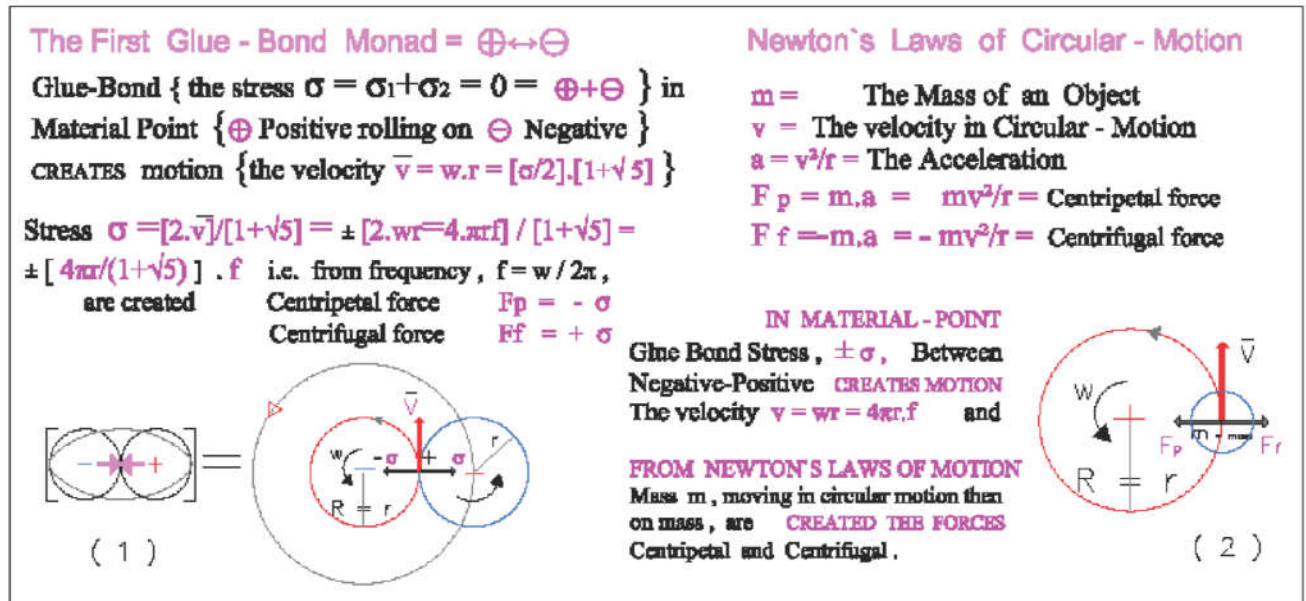 The First Glue - Bond Monad = ⊕↔⊖
Glue-Bond { the stress σ = σ₁+σ₂ = 0 = ⊕+⊖ } in
Material Point {⊕ Positive rolling on ⊖ Negative }
CREATES motion {the velocity v̅ = w.r = [σ/2].[1+√5] }
Stress σ =[2.v̅]/[1+√5] = ± [2.wr=4.πrf] / [1+√5] =
± [ 4πr/(1+√5) ] . f i.e. from frequency , f = w / 2π ,
are created Centripetal force Fp = - σ
Centrifugal force Ff = + σ
[ - + ] =
V̅
r
w
-σ + σ
R = r
( 1 )
Newton`s Laws of Circular - Motion
m = The Mass of an Object
v = The velocity in Circular - Motion
a = v²/r = The Acceleration
F p = m.a = mv²/r = Centripetal force
F f =-m.a = - mv²/r = Centrifugal force
IN MATERIAL - POINT
Glue Bond Stress , ± σ , Between
Negative-Positive CREATES MOTION
The velocity v = wr = 4πr.f and
FROM NEWTON`S LAWS OF MOTION
Mass m , moving in circular motion then
on mass , are CREATED THE FORCES
Centripetal and Centrifugal .
V̅
w
m - mass
Fp Ff
R = r
( 2 )